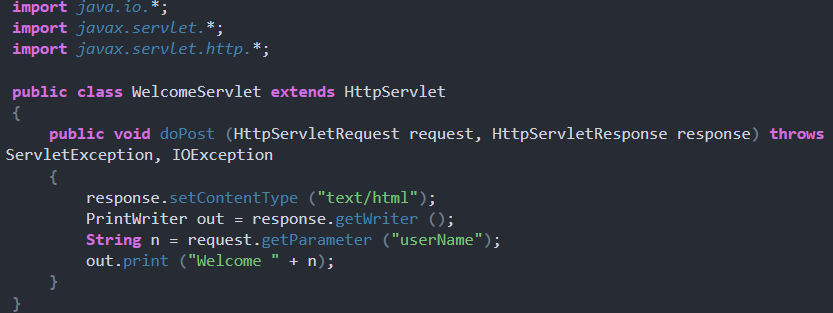 import java.io.*;
import javax.servlet.*;
import javax.servlet.http.*;
public class WelcomeServlet extends HttpServlet
{
public void doPost (HttpServletRequest request, HttpServletResponse response) throws
ServletException, IOException
{
response.setContentType ("text/html");
PrintWriter out = response.getWriter ();
String n = request.getParameter ("userName");
out.print ("Welcome " + n);
}
}